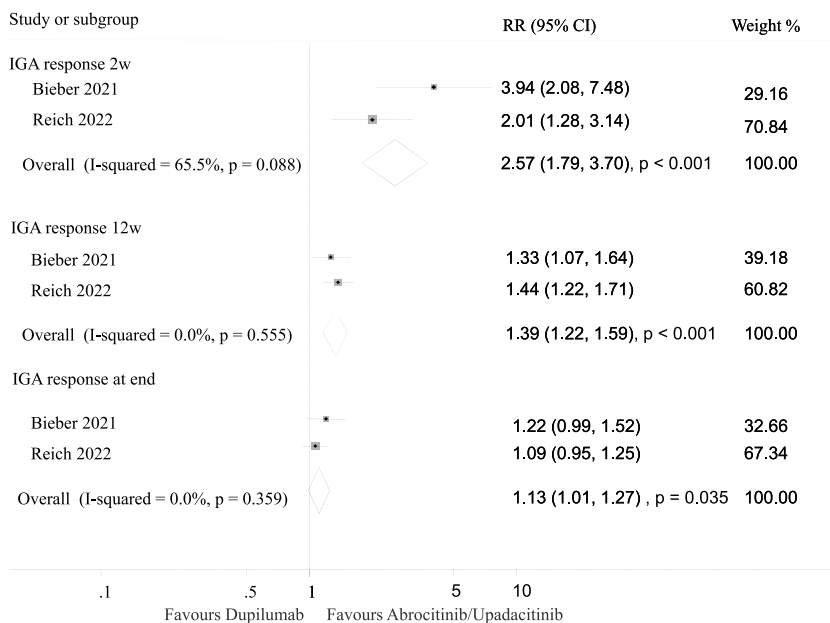 Study or subgroup RR (95% CI) Weight %
IGA response 2w
Bieber 2021 3.94 (2.08, 7.48) 29.16
Reich 2022 2.01 (1.28, 3.14) 70.84
Overall (I-squared = 65.5%, p = 0.088) 2.57 (1.79, 3.70), p < 0.001 100.00
IGA response 12w
Bieber 2021 1.33 (1.07, 1.64) 39.18
Reich 2022 1.44 (1.22, 1.71) 60.82
Overall (I-squared = 0.0%, p = 0.555) 1.39 (1.22, 1.59), p < 0.001 100.00
IGA response at end
Bieber 2021 1.22 (0.99, 1.52) 32.66
Reich 2022 1.09 (0.95, 1.25) 67.34
Overall (I-squared = 0.0%, p = 0.359) 1.13 (1.01, 1.27) , p = 0.035 100.00
.1 .5 1 5 10
Favours Dupilumab Favours Abrocitinib/Upadacitinib